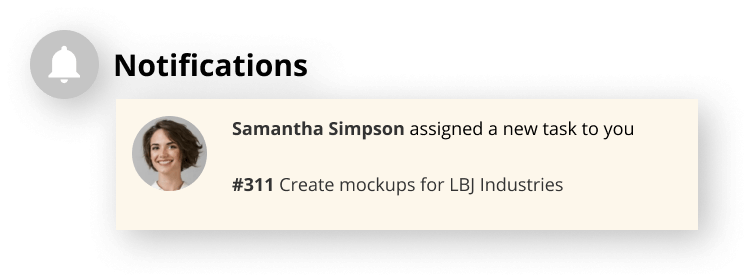 Notifications
Samantha Simpson assigned a new task to you
#311 Create mockups for LBJ Industries